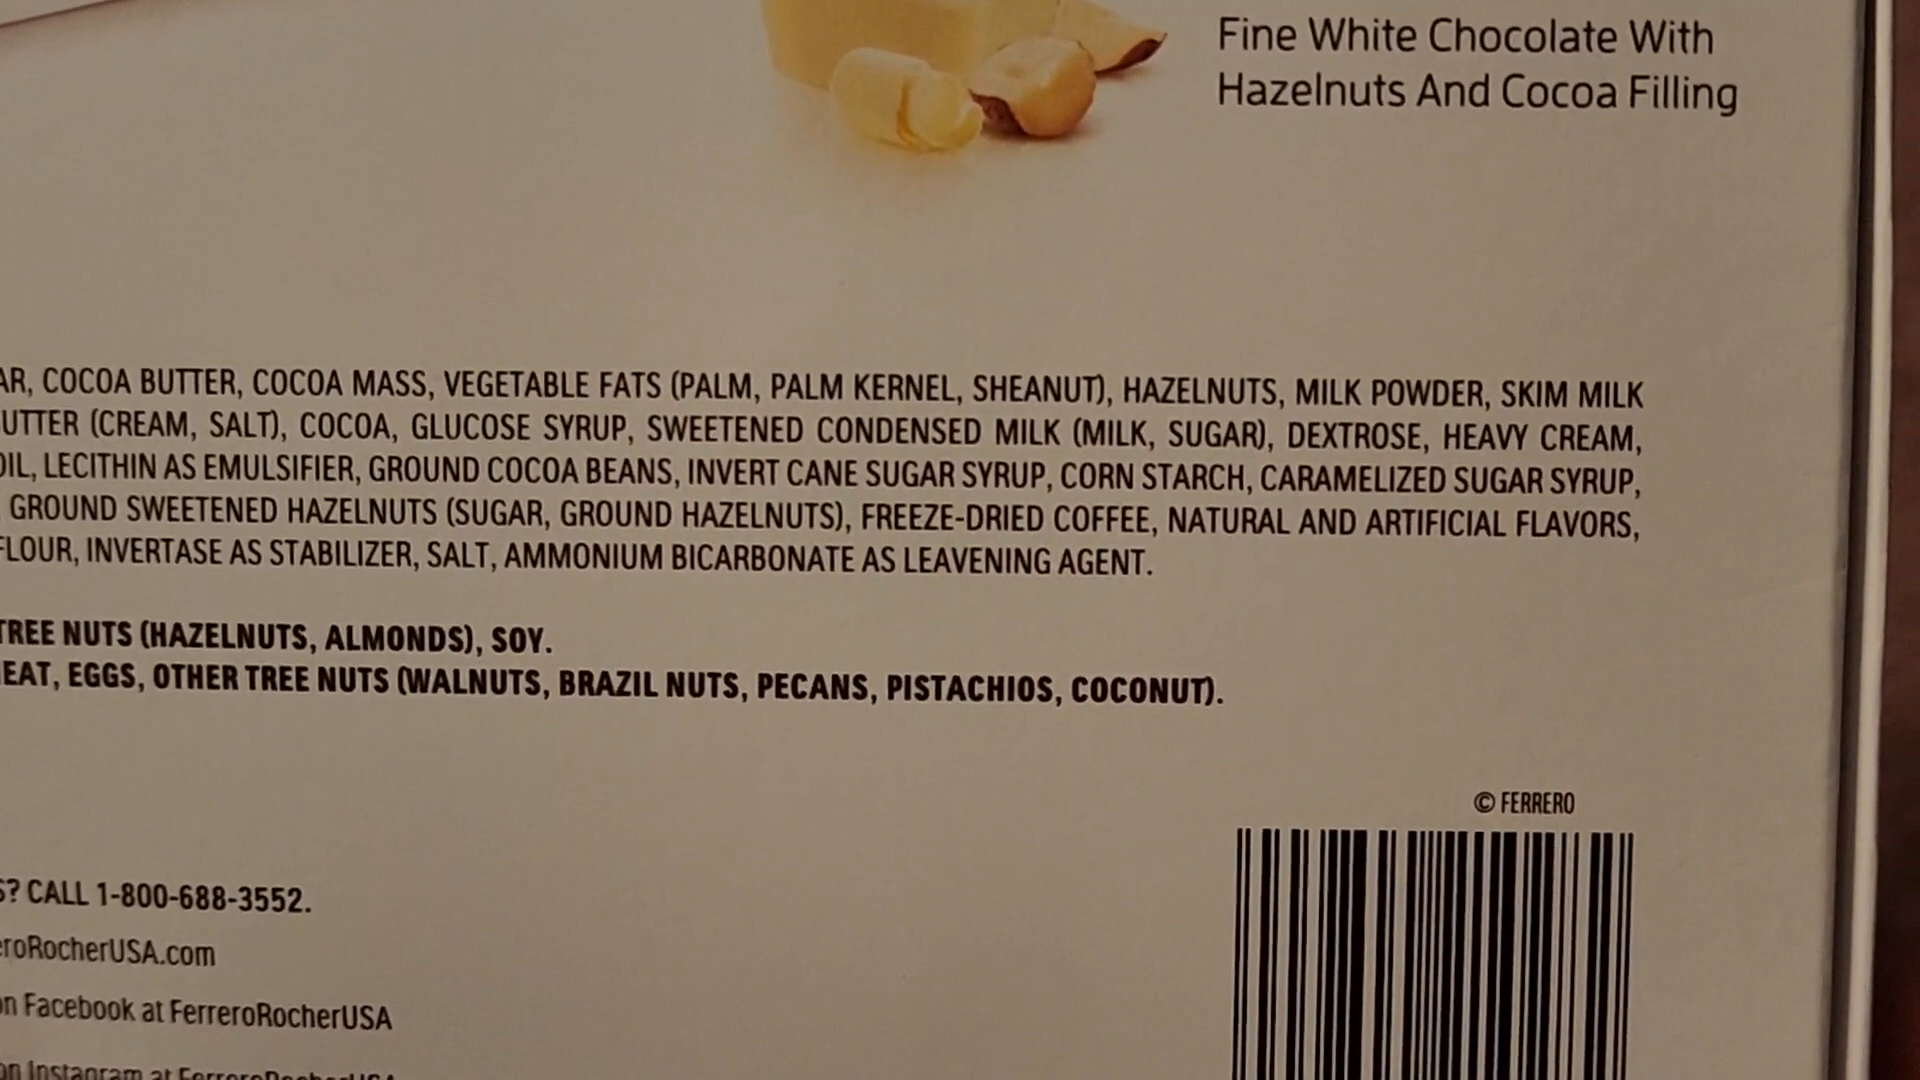 Fine White Chocolate With
Hazelnuts And Cocoa Filling
AR, COCOA BUTTER, COCOA MASS, VEGETABLE FATS (PALM, PALM KERNEL, SHEANUT), HAZELNUTS, MILK POWDER, SKIM MILK
UTTER (CREAM, SALT), COCOA, GLUCOSE SYRUP, SWEETENED CONDENSED MILK (MILK, SUGAR), DEXTROSE, HEAVY CREAM,
OIL, LECITHIN AS EMULSIFIER, GROUND COCOA BEANS, INVERT CANE SUGAR SYRUP, CORN STARCH, CARAMELIZED SUGAR SYRUP,
GROUND SWEETENED HAZELNUTS (SUGAR, GROUND HAZELNUTS), FREEZE-DRIED COFFEE, NATURAL AND ARTIFICIAL FLAVORS,
FLOUR, INVERTASE AS STABILIZER, SALT, AMMONIUM BICARBONATE AS LEAVENING AGENT.
TREE NUTS (HAZELNUTS, ALMONDS), SOY.
EAT, EGGS, OTHER TREE NUTS (WALNUTS, BRAZIL NUTS, PECANS, PISTACHIOS, COCONUT).
© FERRERO
S? CALL 1-800-688-3552.
eroRocherUSA.com
on Facebook at FerreroRocherUSA
on Instagram at FerreroRocherUSA